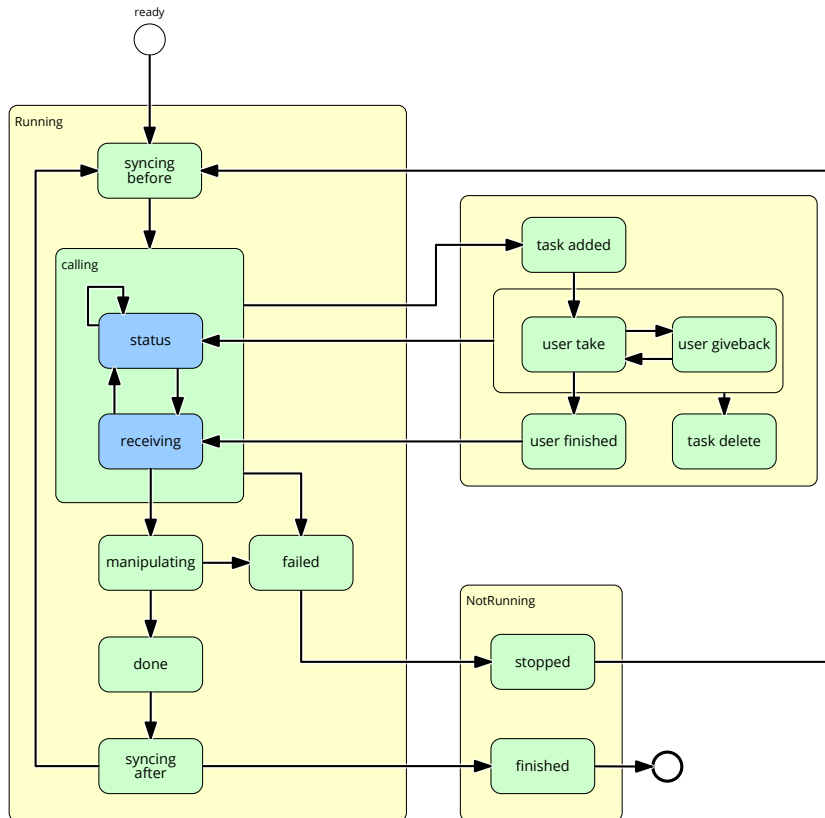 ready
Running
syncing
before
calling
status
receiving
manipulating
failed
done
syncing
after
task added
user take
user giveback
user finished
task delete
NotRunning
stopped
finished